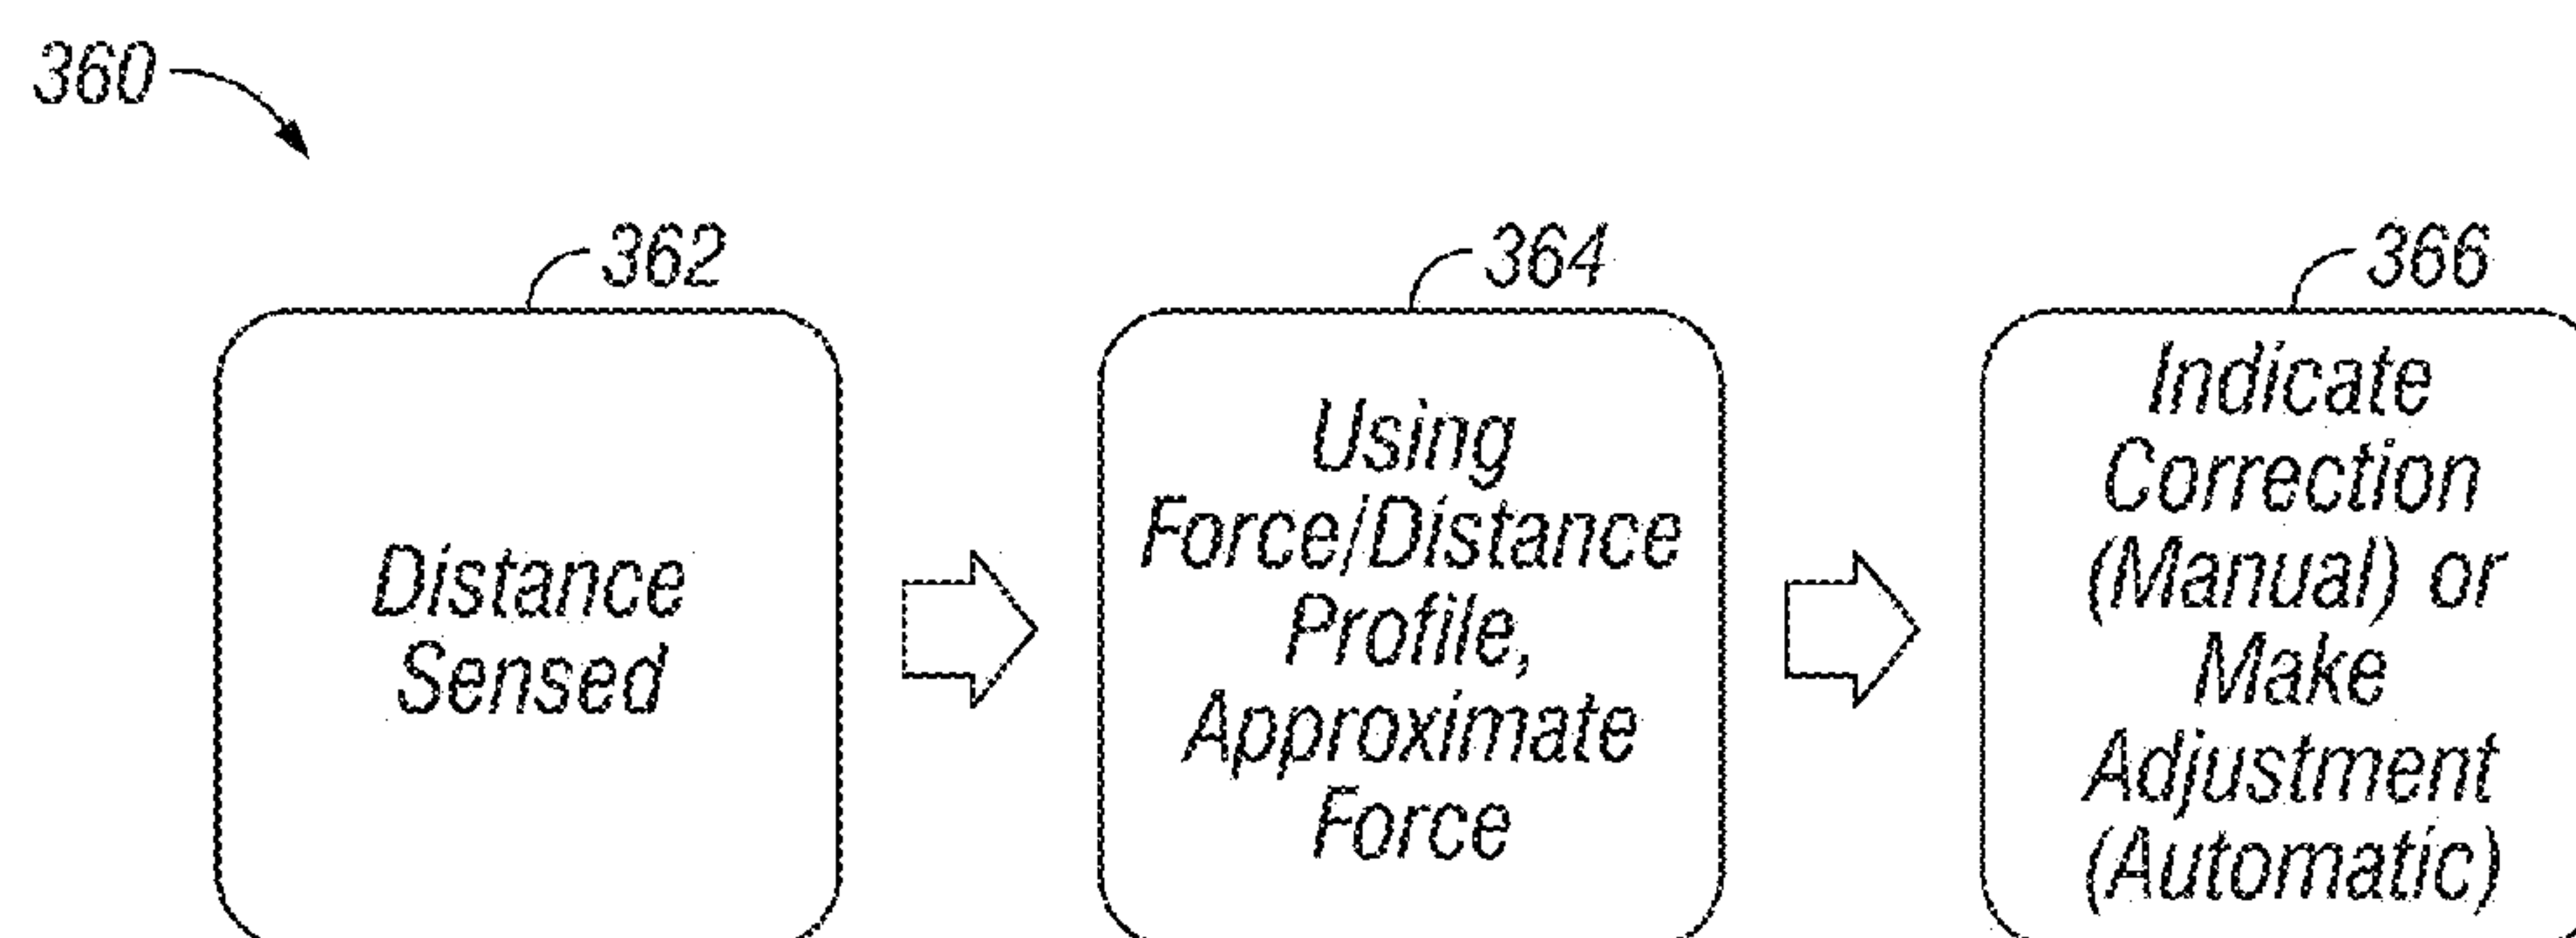 360
362
364
366
Distance
Sensed
Using
Force/Distance
Profile,
Approximate
Force
Indicate
Correction
(Manual) or
Make
Adjustment
(Automatic)